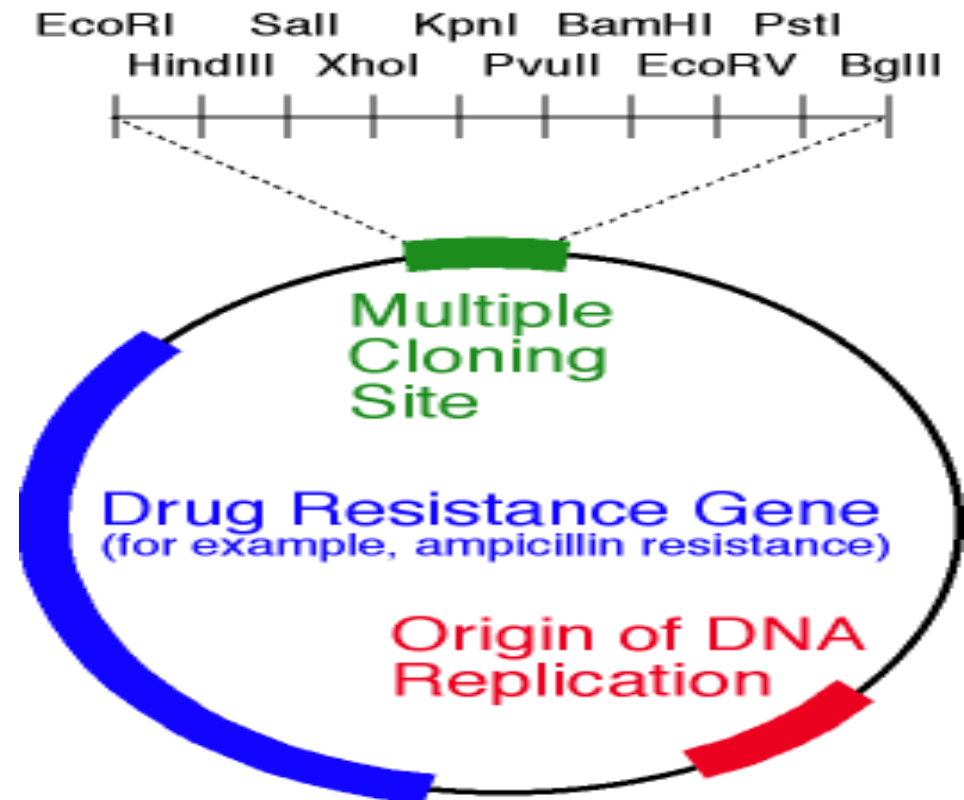 EcoRI SalI KpnI BamHI PstI
HindIII XhoI PvuII EcoRV BglII
Multiple
Cloning
Site
Drug Resistance Gene
(for example, ampicillin resistance)
Origin of DNA
Replication